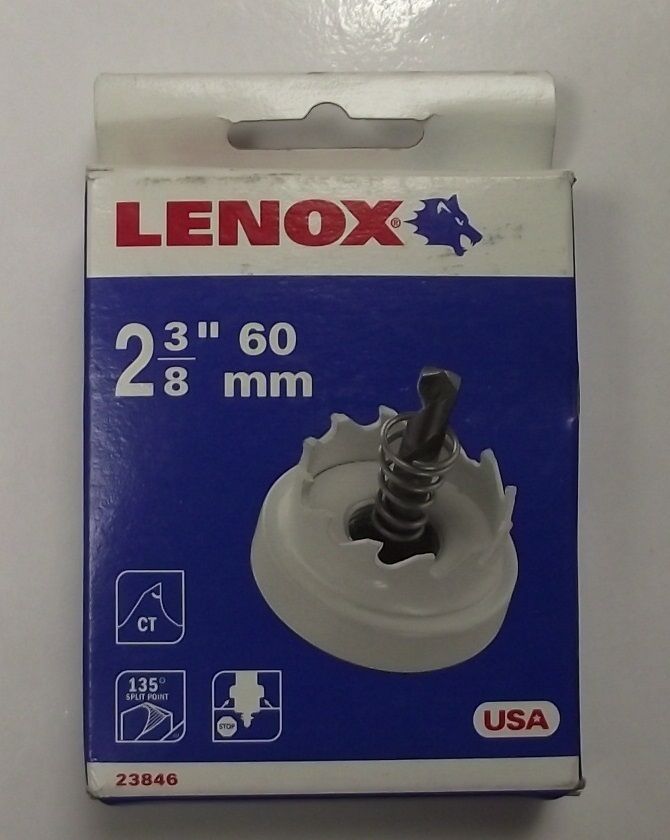 LENOX®
2 3/8" 60 mm
CT
135°
SPLIT POINT
STOP
USA
23846